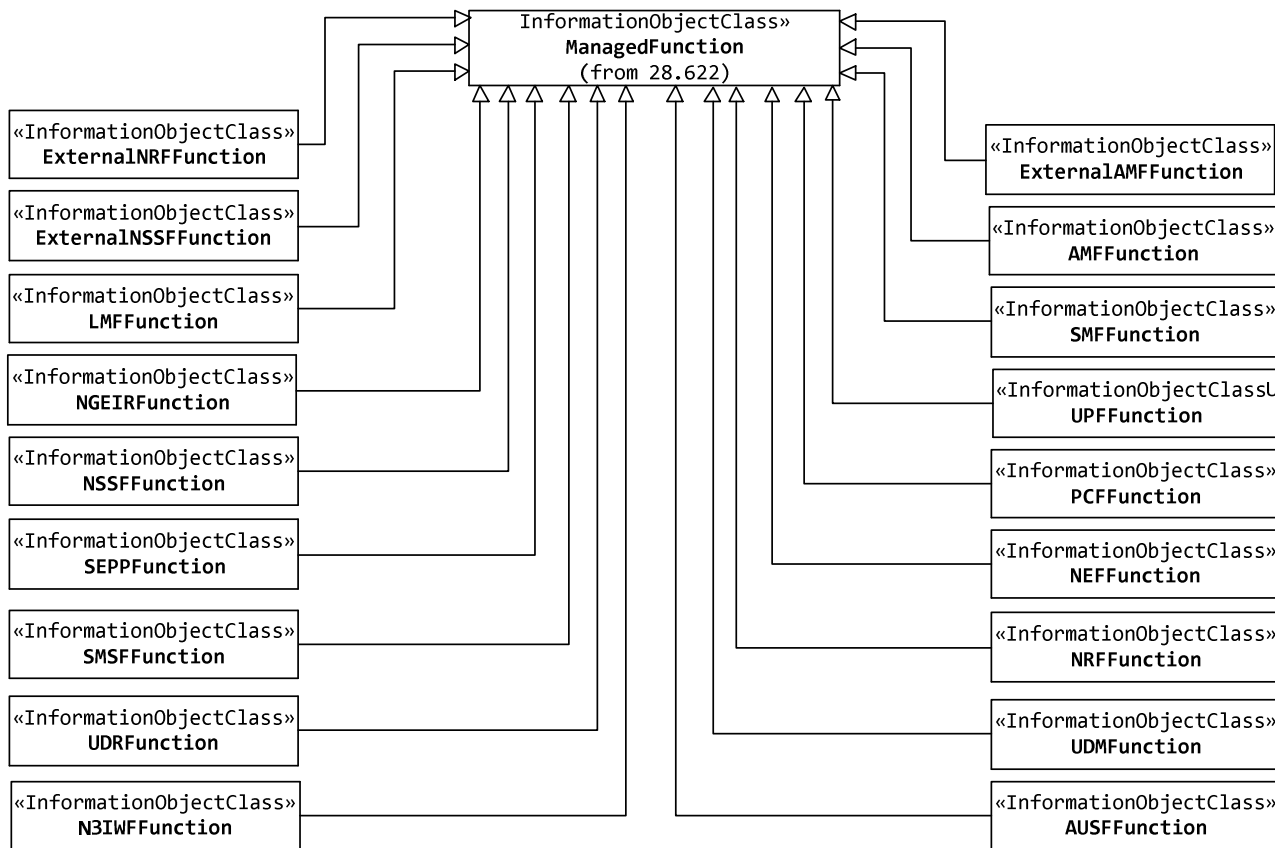 InformationObjectClass»
ManagedFunction
(from 28.622)
«InformationObjectClass»
ExternalNRFFunction
«InformationObjectClass»
ExternalNSSFFunction
«InformationObjectClass»
LMFFunction
«InformationObjectClass»
NGEIRFunction
«InformationObjectClass»
NSSFFunction
«InformationObjectClass»
SEPPFunction
«InformationObjectClass»
SMSFFunction
«InformationObjectClass»
UDRFunction
«InformationObjectClass»
N3IWFFunction
«InformationObjectClass»
ExternalAMFFunction
«InformationObjectClass»
AMFFunction
«InformationObjectClass»
SMFFunction
«InformationObjectClassU
UPFFunction
«InformationObjectClass»
PCFFunction
«InformationObjectClass»
NEFFunction
«InformationObjectClass»
NRFFunction
«InformationObjectClass»
UDMFunction
«InformationObjectClass»
AUSFFunction